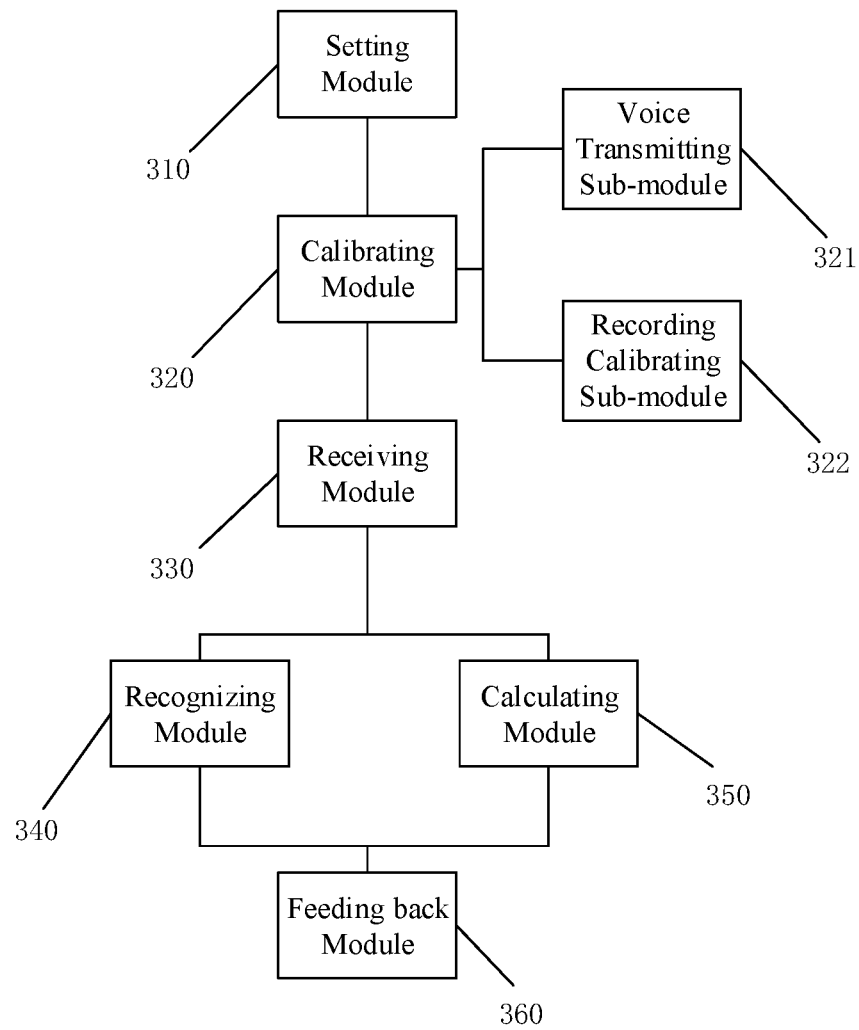 Setting
Module
310
Voice
Transmitting
Sub-module
321
Calibrating
Module
320
Recording
Calibrating
Sub-module
322
Receiving
Module
330
Recognizing
Module
340
Calculating
Module
350
Feeding back
Module
360